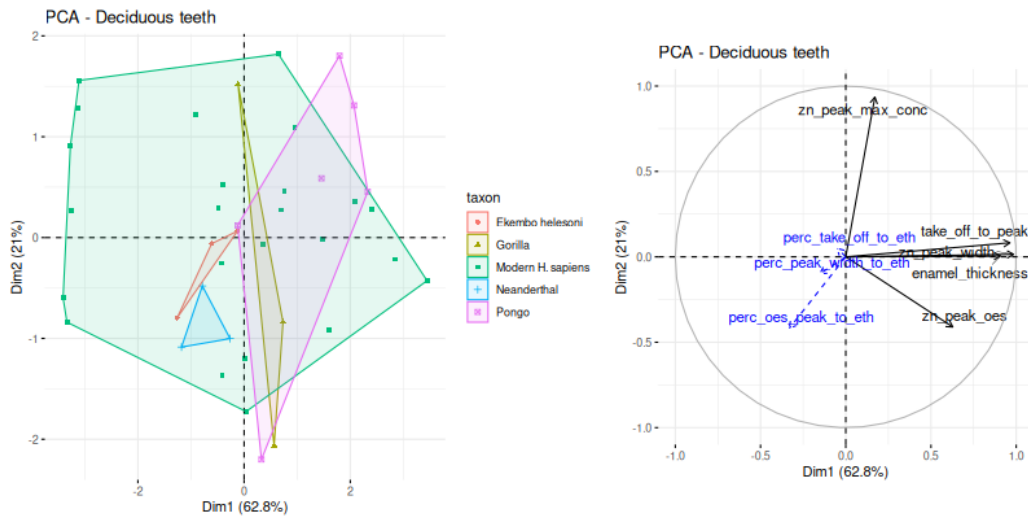 PCA - Deciduous teeth
2
1
0
-1
-2
-2
0
2
Dim1 (62.8%)
Dim2 (21%)
taxon
Ekembo helesoni
Gorilla
Modern H. sapiens
Neanderthal
Pongo
PCA - Deciduous teeth
1.0
0.5
0.0
-0.5
-1.0
-1.0
-0.5
0.0
0.5
1.0
Dim1 (62.8%)
Dim2 (21%)
zn_peak_max_conc
take_off_to_peak
perc_take_off_to_eth
zn_peak_width
perc_peak_width_to_eth
enamel_thickness
perc_oes_peak_to_eth
zn_peak_oes